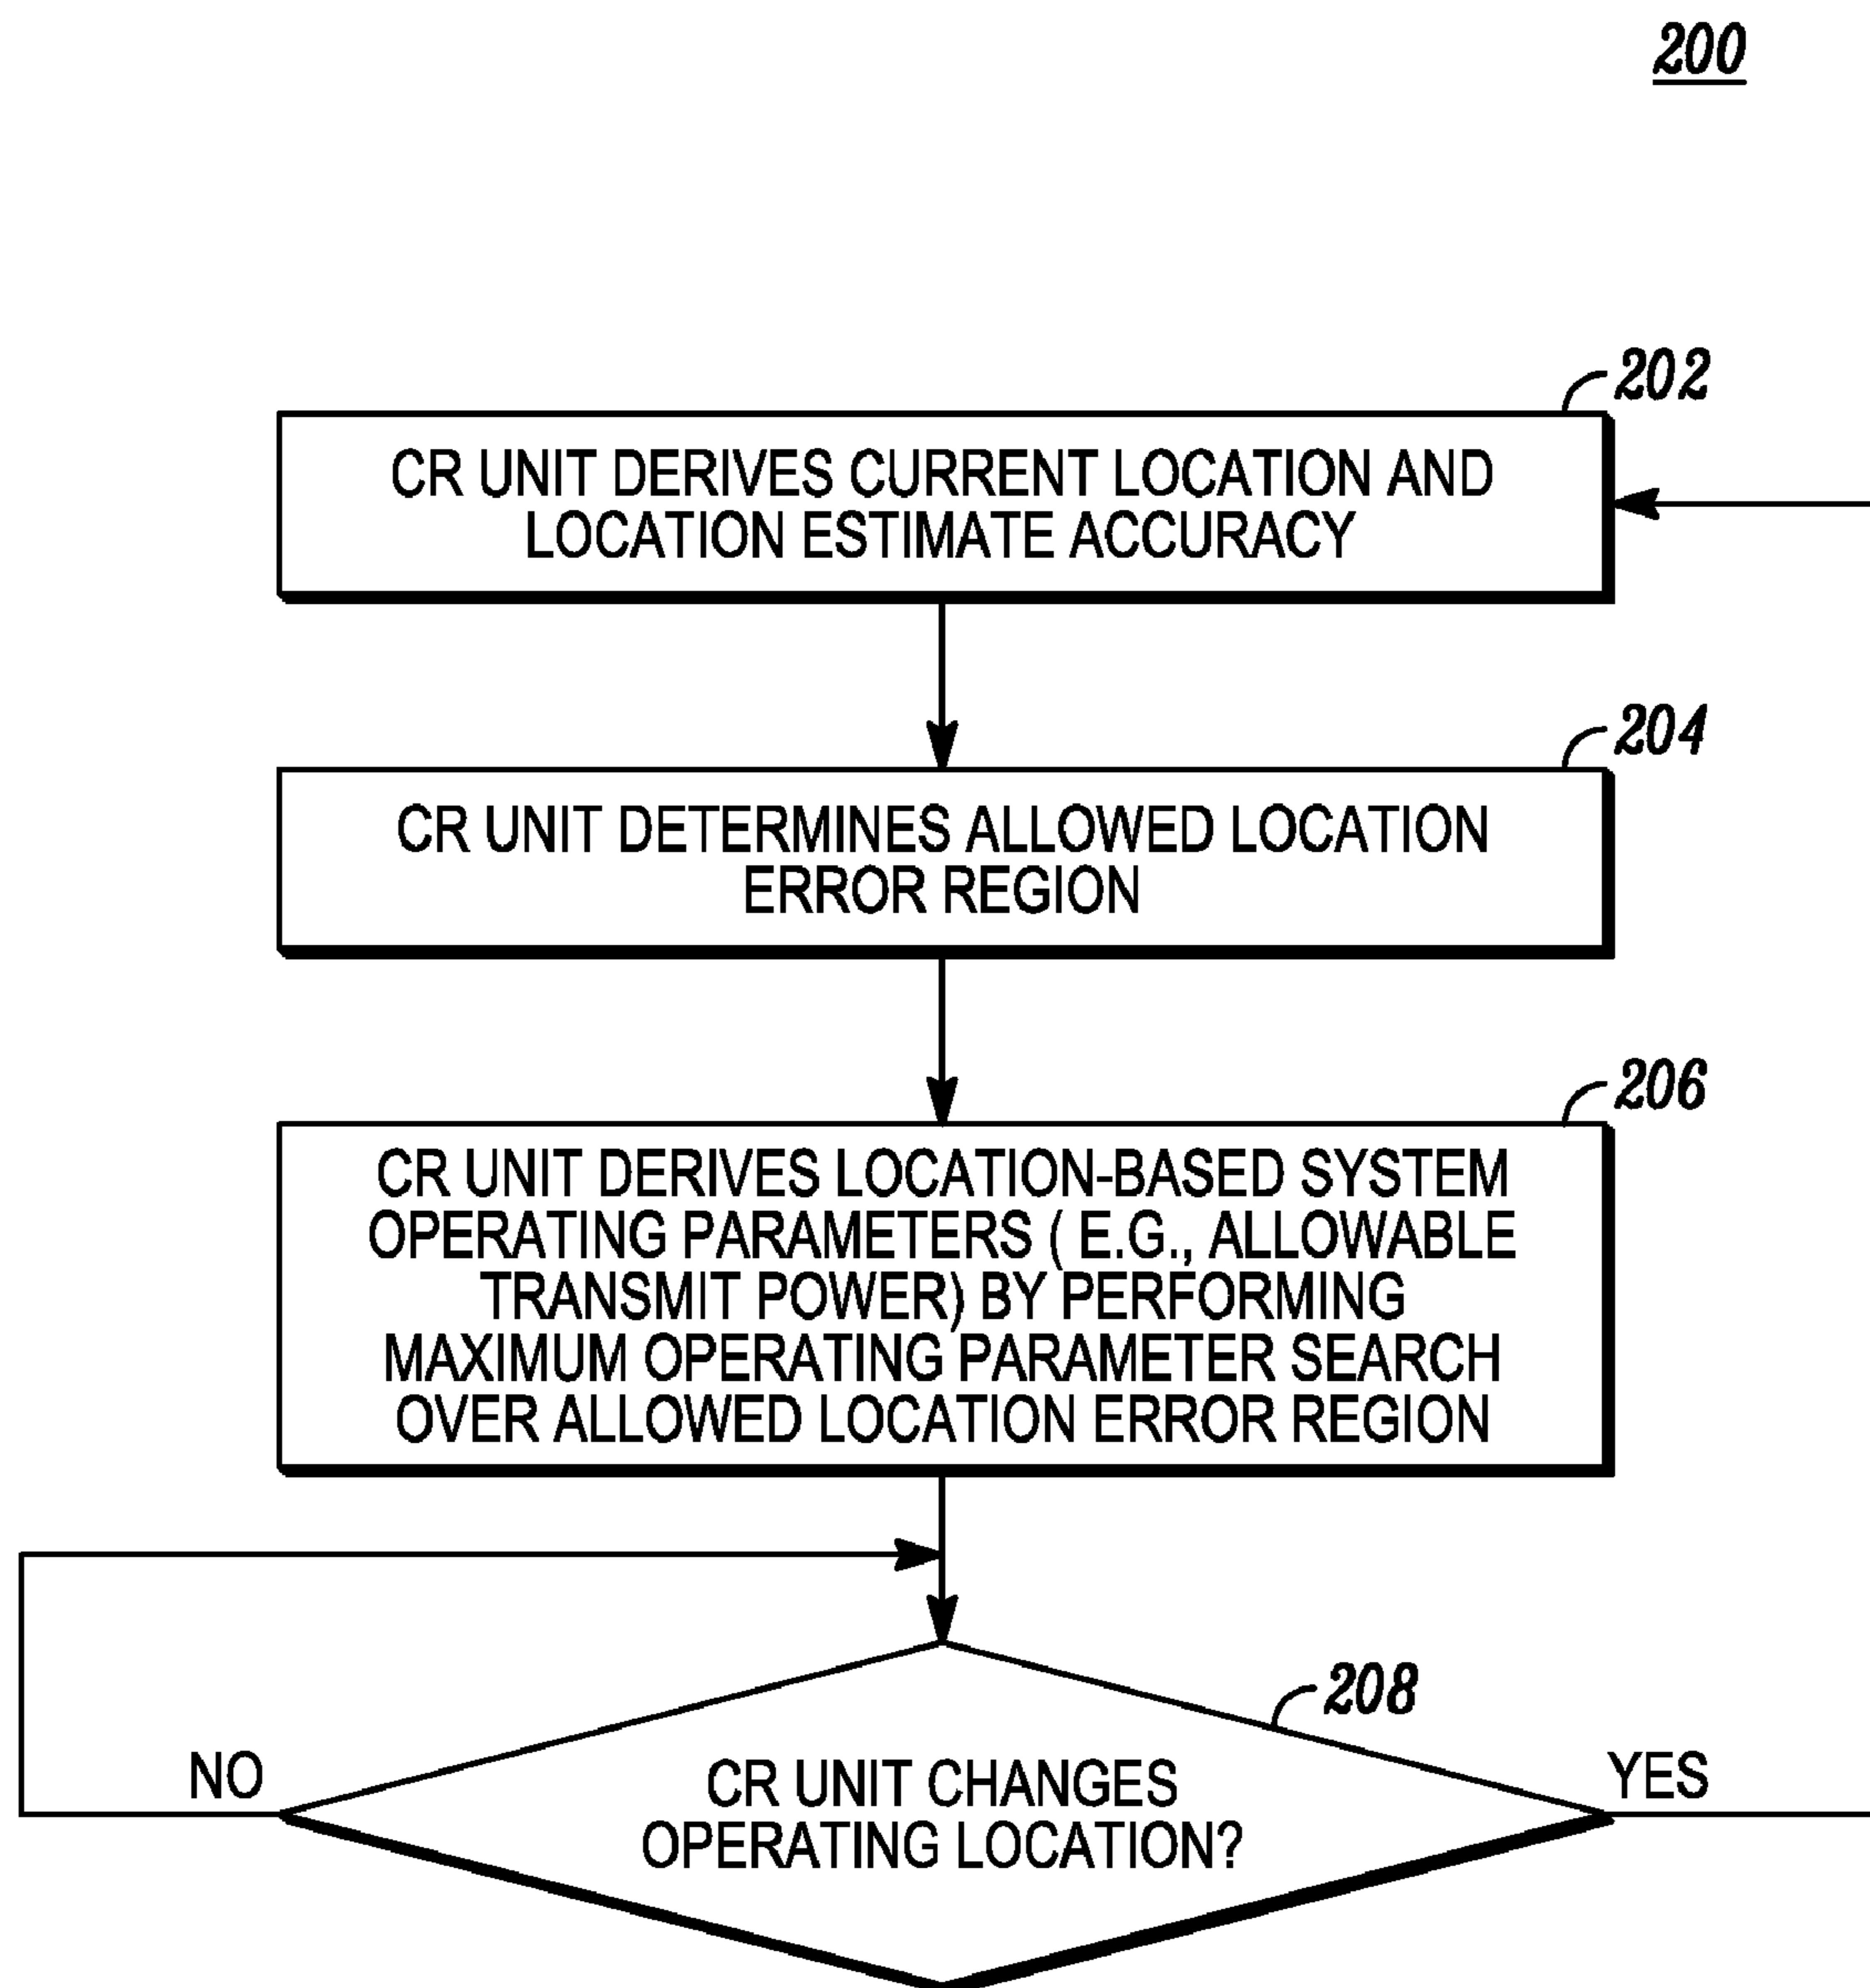 200
202
CR UNIT DERIVES CURRENT LOCATION AND
LOCATION ESTIMATE ACCURACY
204
CR UNIT DETERMINES ALLOWED LOCATION
ERROR REGION
206
CR UNIT DERIVES LOCATION-BASED SYSTEM
OPERATING PARAMETERS ( E.G., ALLOWABLE
TRANSMIT POWER) BY PERFORMING
MAXIMUM OPERATING PARAMETER SEARCH
OVER ALLOWED LOCATION ERROR REGION
208
NO
CR UNIT CHANGES
OPERATING LOCATION?
YES